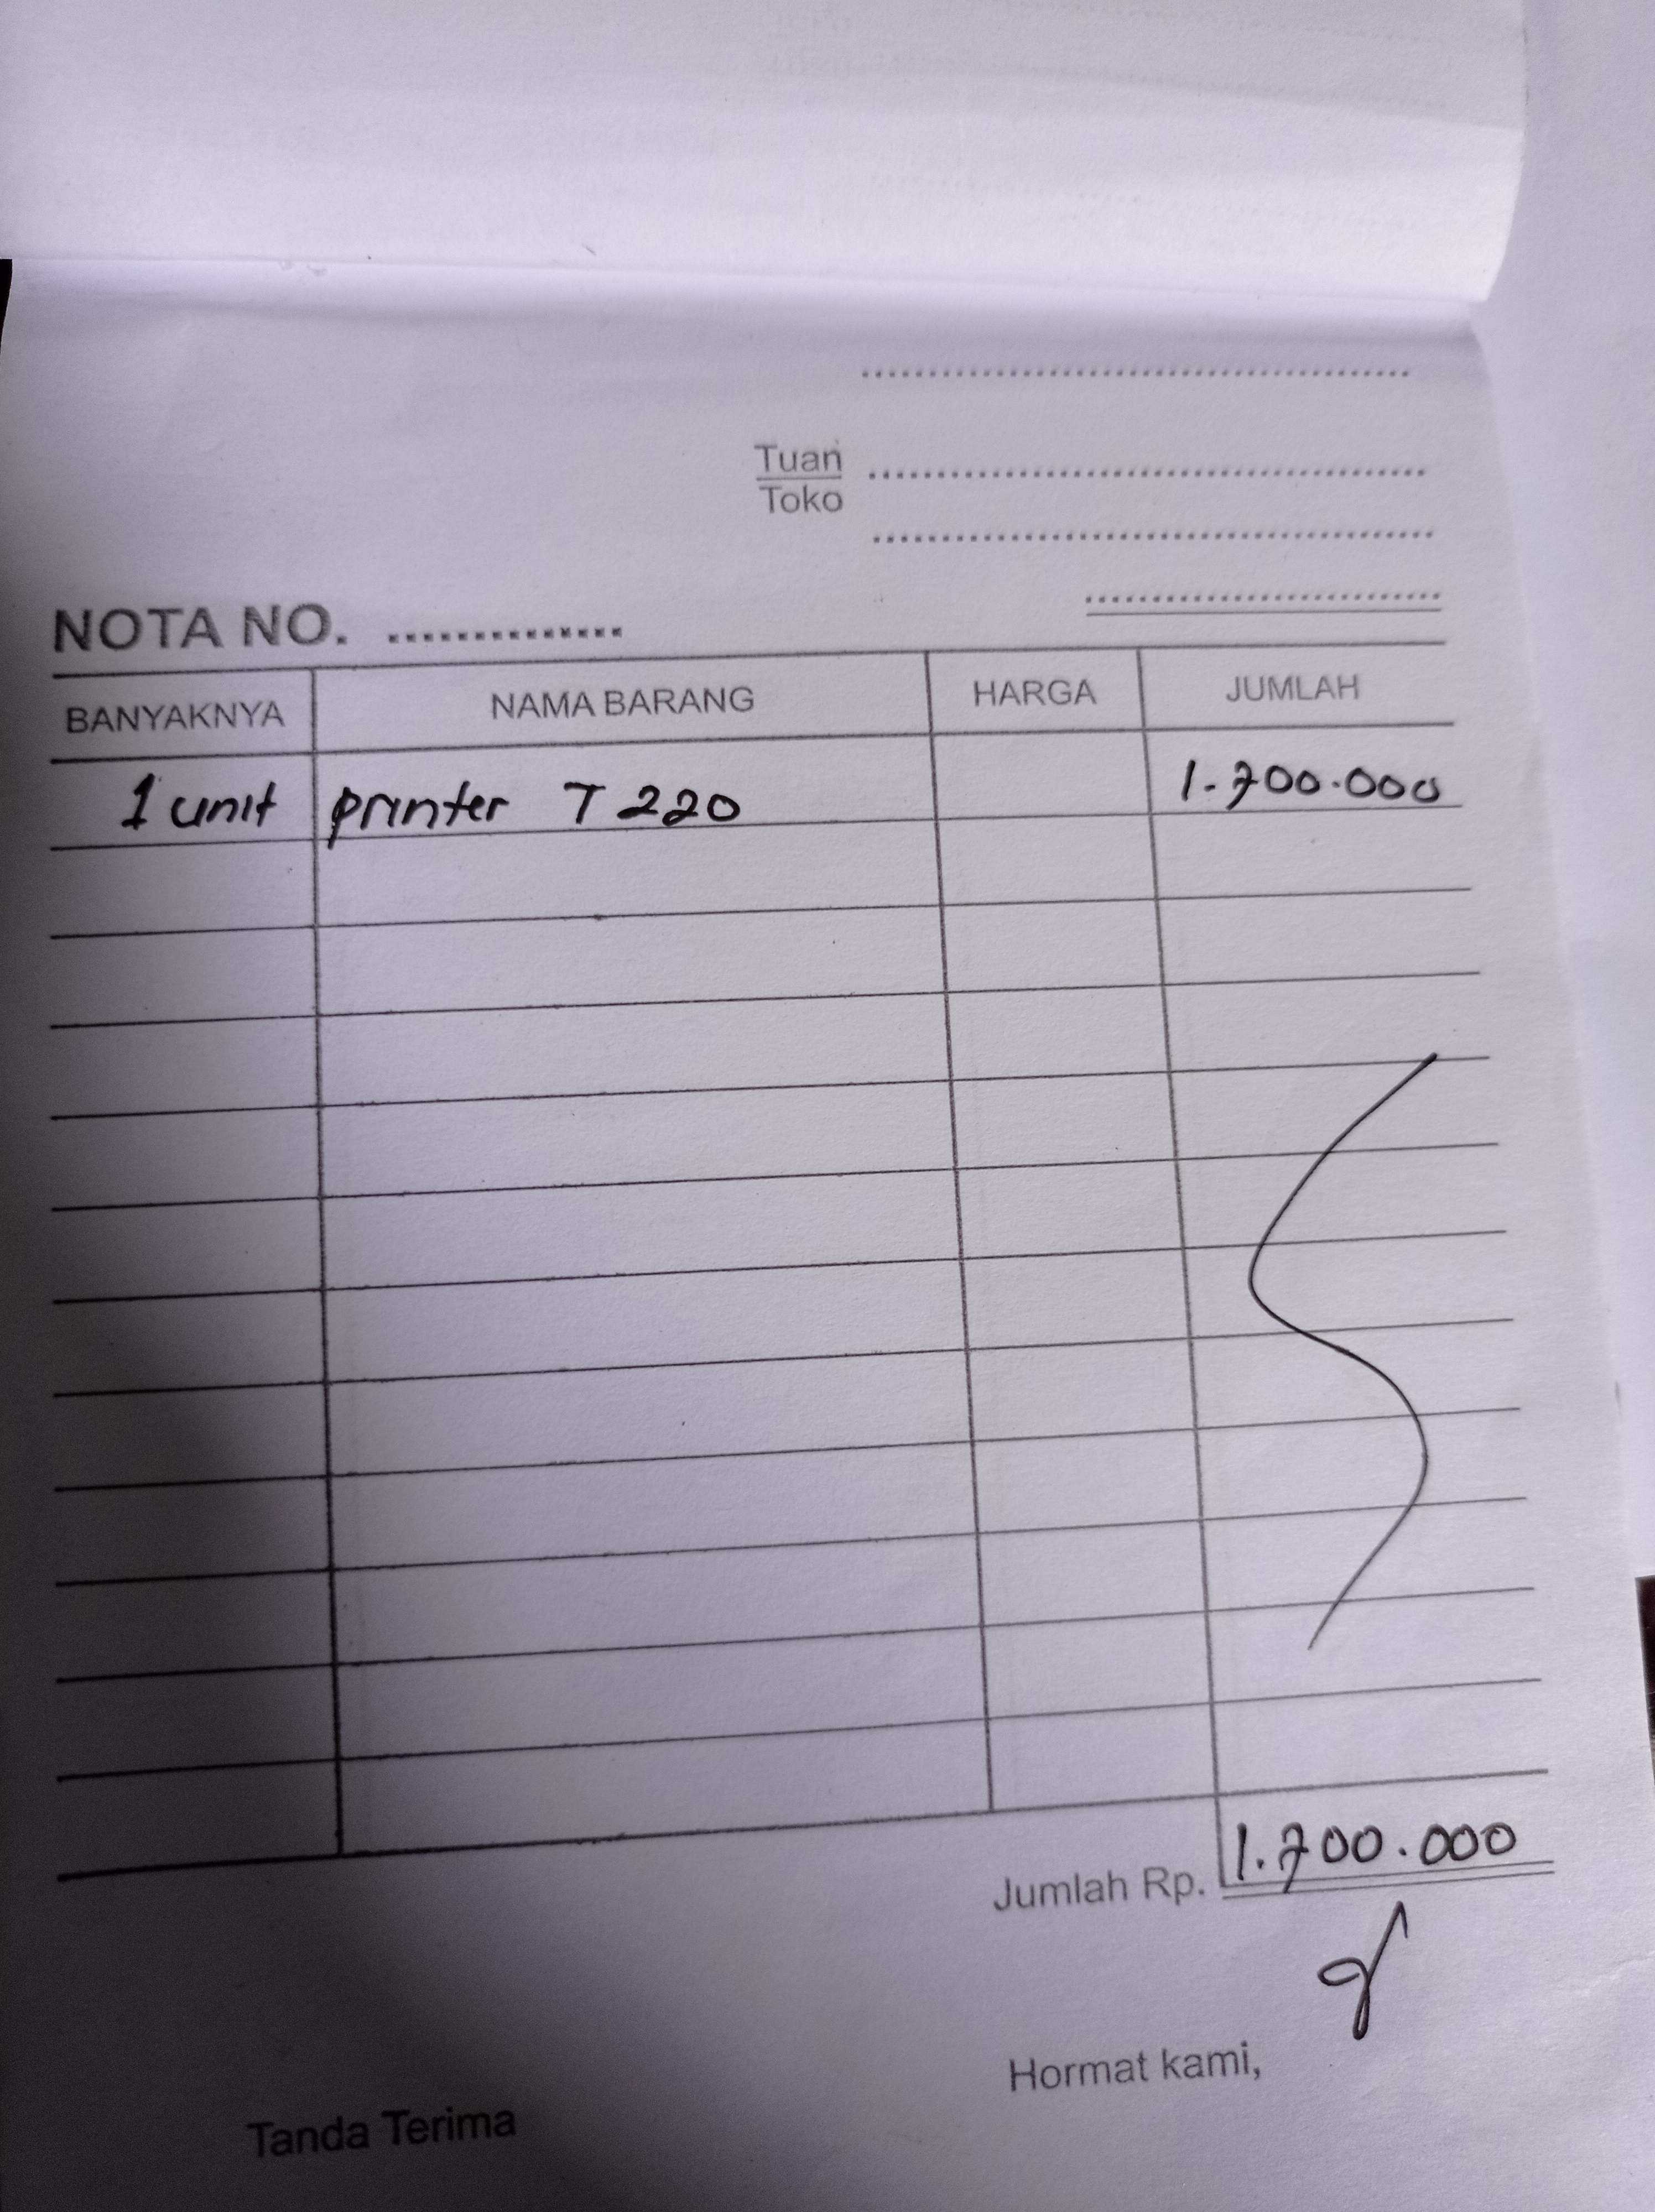 Tuan
Toko
NOTA NO.
BANYAKNYA NAMA BARANG HARGA JUMLAH
1 unit printer T 220 1.700.000
Jumlah Rp. 1.700.000
Hormat kami,
Tanda Terima